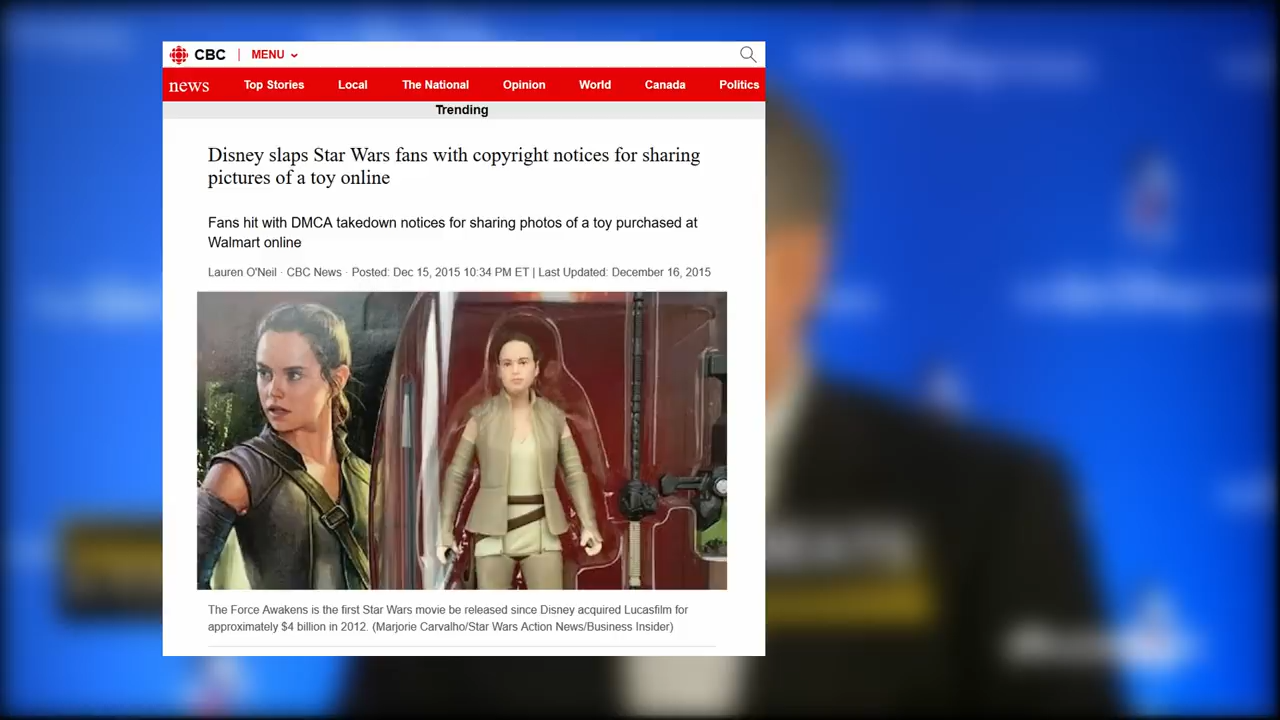 CBC | MENU
news Top Stories Local The National Opinion World Canada Politics
Trending
Disney slaps Star Wars fans with copyright notices for sharing
pictures of a toy online
Fans hit with DMCA takedown notices for sharing photos of a toy purchased at
Walmart online
Lauren O'Neil · CBC News · Posted: Dec 15, 2015 10:34 PM ET | Last Updated: December 16, 2015
The Force Awakens is the first Star Wars movie be released since Disney acquired Lucasfilm for
approximately $4 billion in 2012. (Marjorie Carvalho/Star Wars Action News/Business Insider)